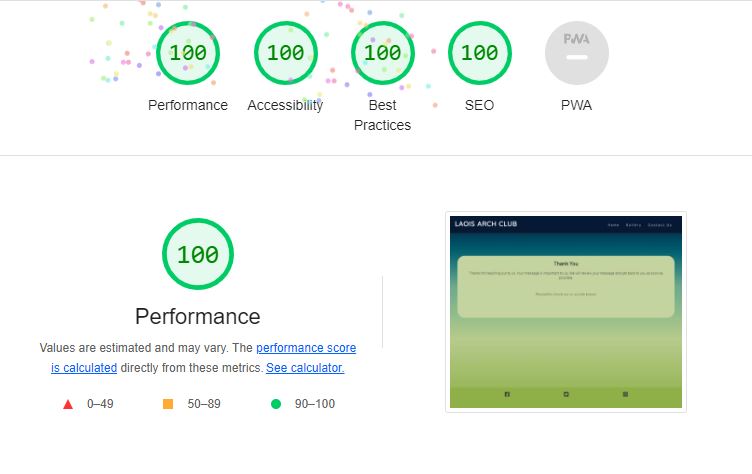 100 100 100 100 PWA
Performance Accessibility Best Practices SEO PWA
100
Performance
Values are estimated and may vary. The performance score
is calculated directly from these metrics. See calculator.
0–49 50–89 90–100
LAOIS ARCH CLUB
Home Gallery Contact Us
Thank You